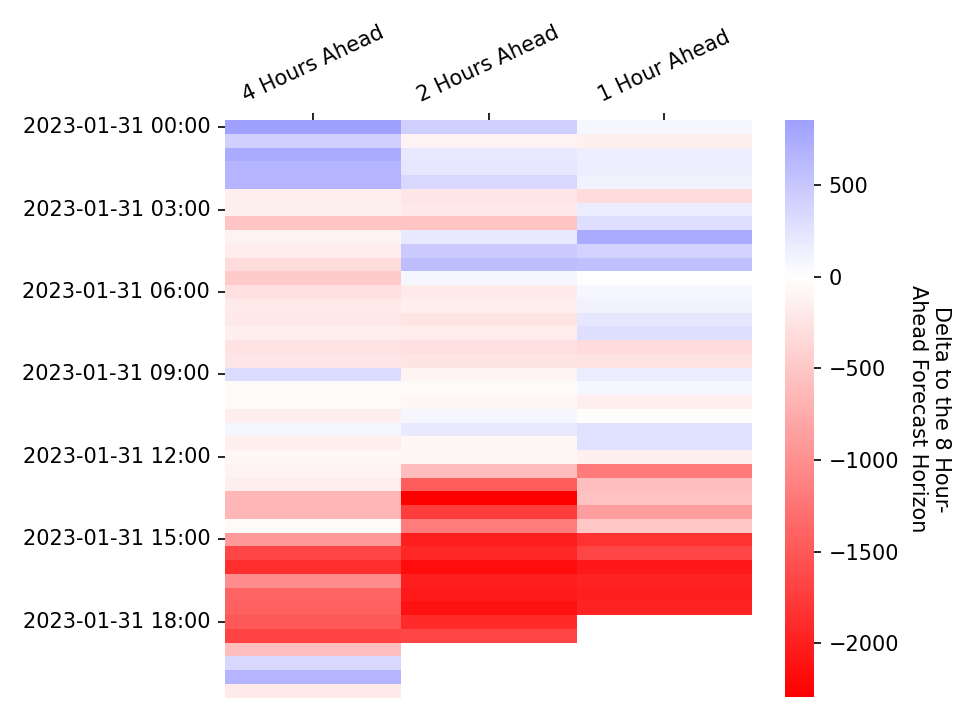 4 Hours Ahead
2 Hours Ahead
1 Hour Ahead
2023-01-31 00:00
2023-01-31 03:00
2023-01-31 06:00
2023-01-31 09:00
2023-01-31 12:00
2023-01-31 15:00
2023-01-31 18:00
500
0
−500
−1000
−1500
−2000
Delta to the 8 Hour-
Ahead Forecast Horizon